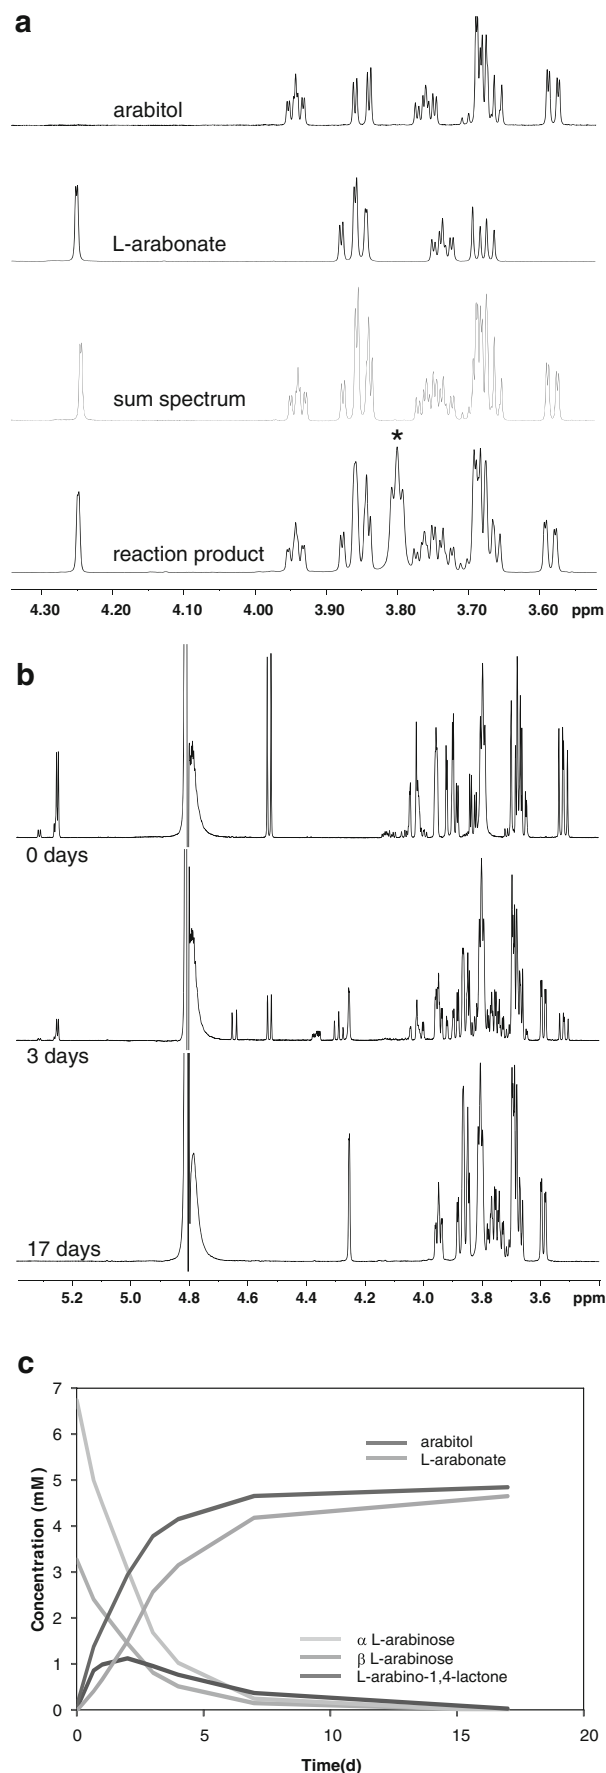 a
arabitol
L-arabonate
sum spectrum
*
reaction product
4.30 4.20 4.10 4.00 3.90 3.80 3.70 3.60 ppm
b
0 days
3 days
17 days
5.2 5.0 4.8 4.6 4.4 4.2 4.0 3.8 3.6 ppm
c
7
6
5
4
3
2
1
0
Concentration (mM)
arabitol
L-arabonate
α L-arabinose
β L-arabinose
L-arabino-1,4-lactone
0 5 10 15 20
Time(d)